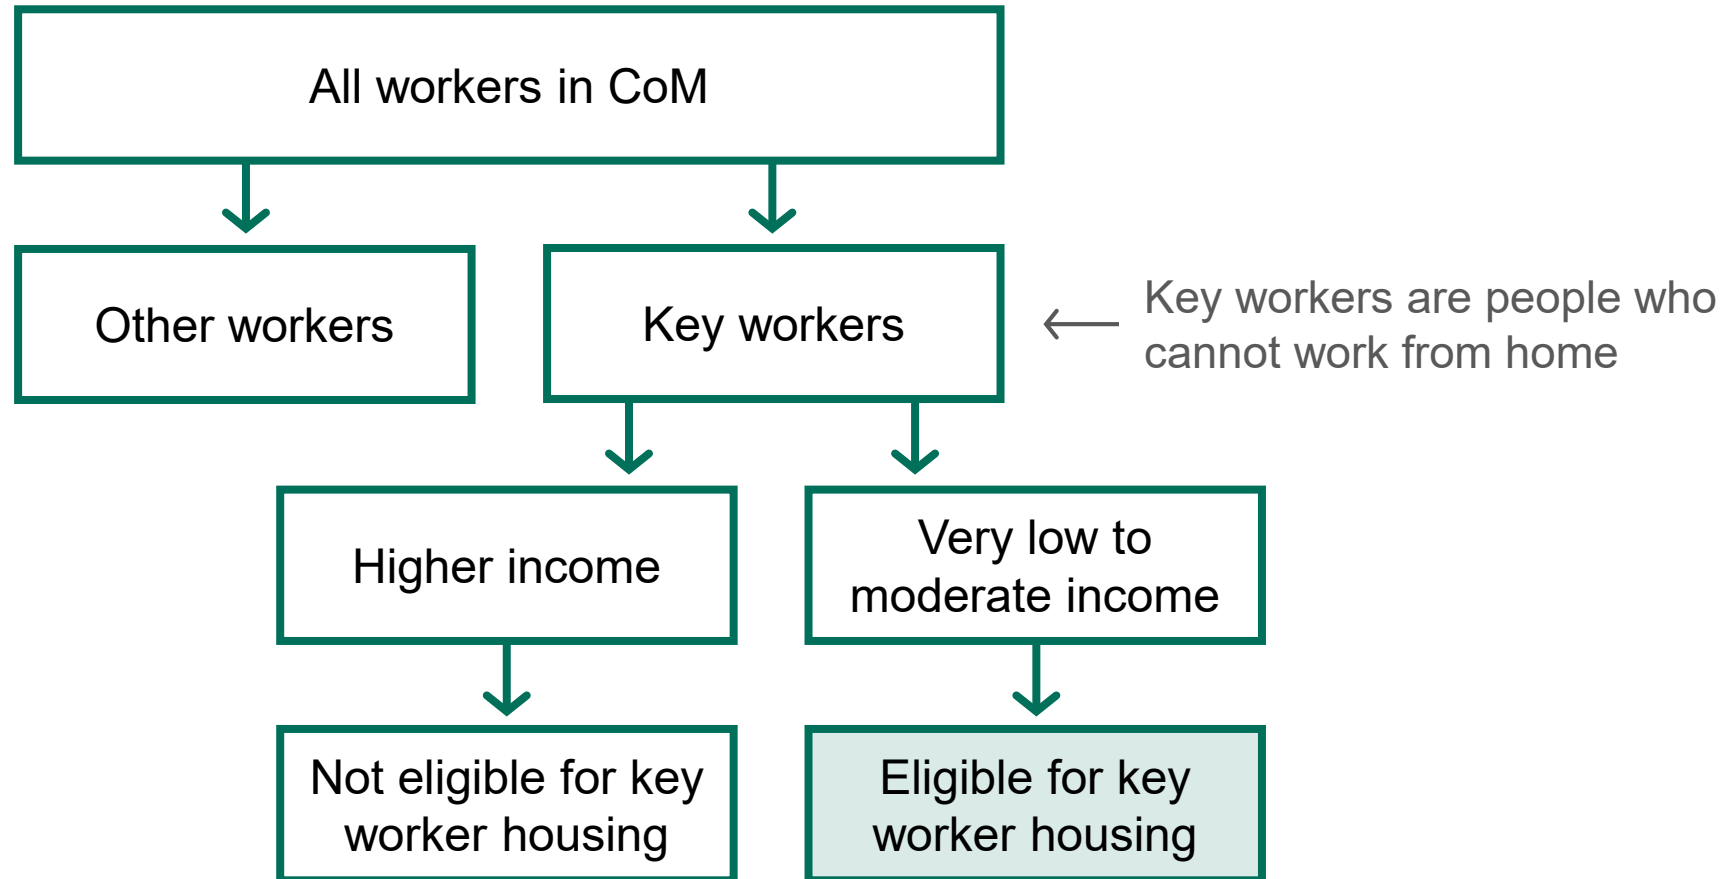 All workers in CoM
Other workers
Key workers
Key workers are people who
cannot work from home
Higher income
Very low to
moderate income
Not eligible for key
worker housing
Eligible for key
worker housing